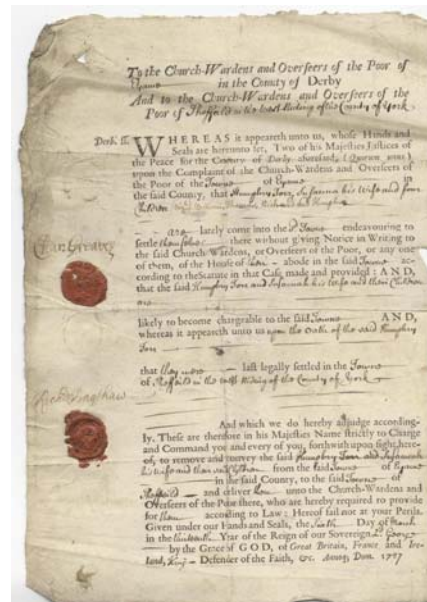 To the Church-Wardens and Overseers of the Poor of
Eyame in the County of Derby
And to the Church-Wardens and Overseers of the
Poor of Sheffeild in the West Riding of the County of York
Derb. ss. WHEREAS it appeareth unto us, whose Hands and
Seals are hereunto set, Two of his Majesties Justices of
the Peace for the County of Derby aforesaid, (Quorum unus)
upon the Complaint of the Church-Wardens and Overseers of
the Poor of the Towne of Eyame in
the said County, that Humphry Torr, Susannah his Wife and four
Children
are lately come into the sd. Towne endeavouring to
settle themselves there without giving Notice in Writing to
the said Church-Wardens, or Overseers of the Poor, or any one
of them, of the House of their abode in the said Towne ac-
cording to the Statute in that Case made and provided: AND,
that the said Humphry Torr and Susannah his wife and their Children
are
likely to become chargeable to the said Towne AND,
whereas it appeareth unto us upon the Oath of the said Humphry
Torr
that they were last legally settled in the Towne
of Sheffeild in the West Riding of the County of York
And which we do hereby adjudge according-
ly. These are therefore in his Majesties Name strictly to Charge
and Command you and every of you, forthwith upon sight here-
of, to remove and convey the said Humphry Torr and Susannah
his wife and their said Children from the said Towne of Eyame
in the said County, to the said Towne of
Sheffeild and deliver them unto the Church-Wardens and
Overseers of the Poor there, who are hereby required to provide
for them according to Law: Hereof fail not at your Perils.
Given under our Hands and Seals, the Day of March
in the Year of the Reign of our Sovereign Ld. George
by the Grace of GOD, of Great Britain, France and Ire-
land, King Defender of the Faith, &c. Annoq; Dom.